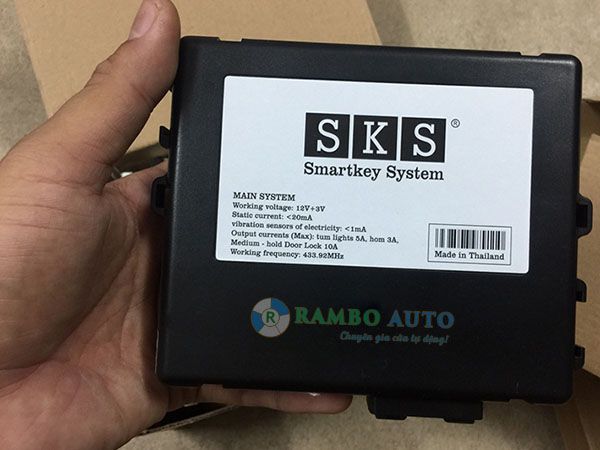 SKS®
Smartkey System
MAIN SYSTEM
Working voltage: 12V+3V
Static current: <20mA
vibration sensors of electricity: <1mA
Output currents (Max): tum lights 5A, hom 3A,
Medium - hold Door Lock 10A
Working frequency: 433.92MHz
Made in Thailand
R RAMBO AUTO
Chuyên gia cửa tự động!